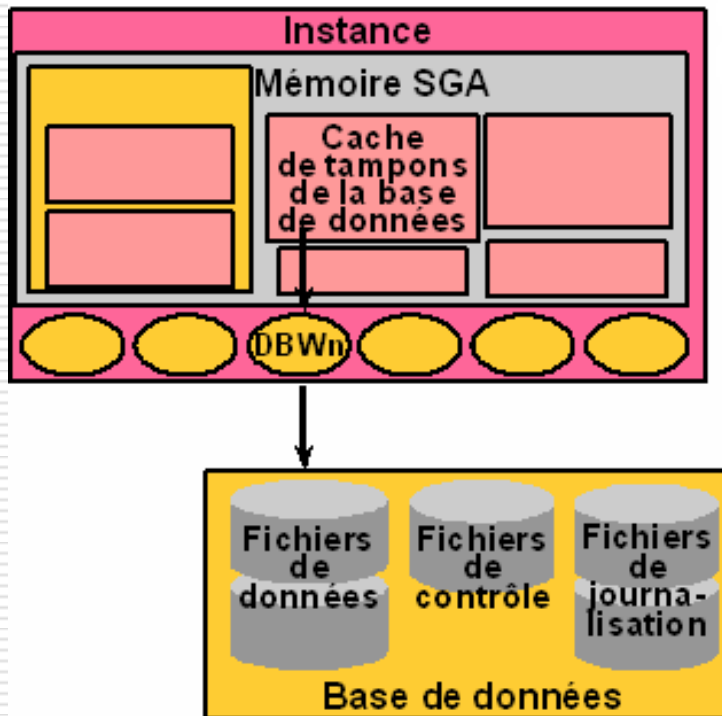 Instance
Mémoire SGA
Cache
de tampons
de la base
de données
DBWn
Fichiers
de
données
Fichiers
de
contrôle
Fichiers
de
journa-
lisation
Base de données